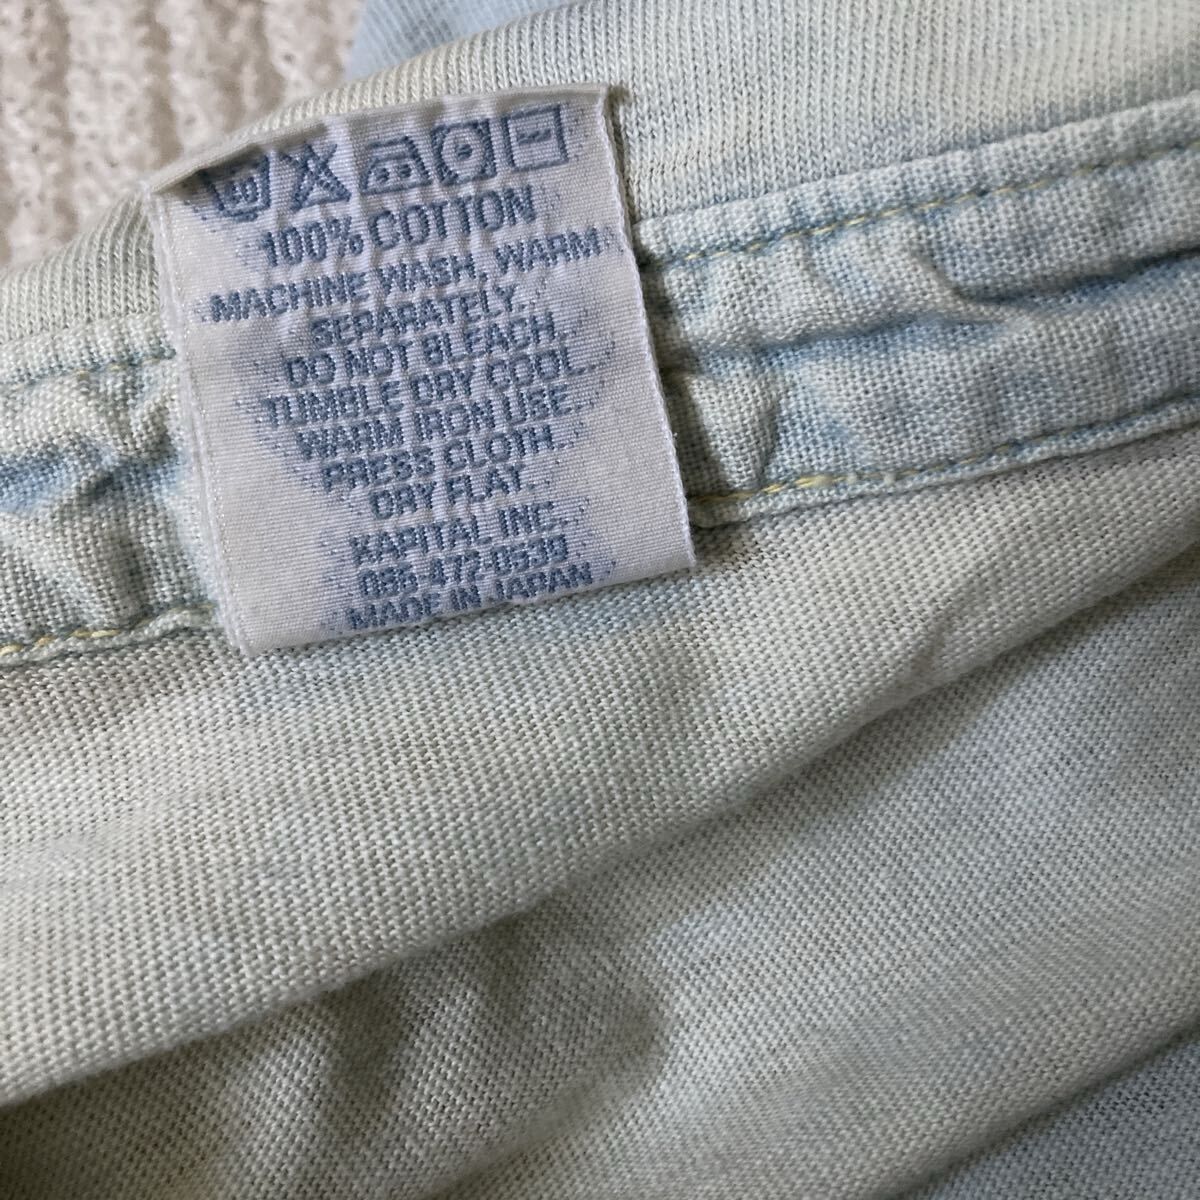 100% COTTON
MACHINE WASH, WARM
SEPARATELY.
DO NOT BLEACH.
TUMBLE DRY COOL.
WARM IRON USE
PRESS CLOTH.
DRY FLAT.
KAPITAL INC.
086-472-0530
MADE IN JAPAN